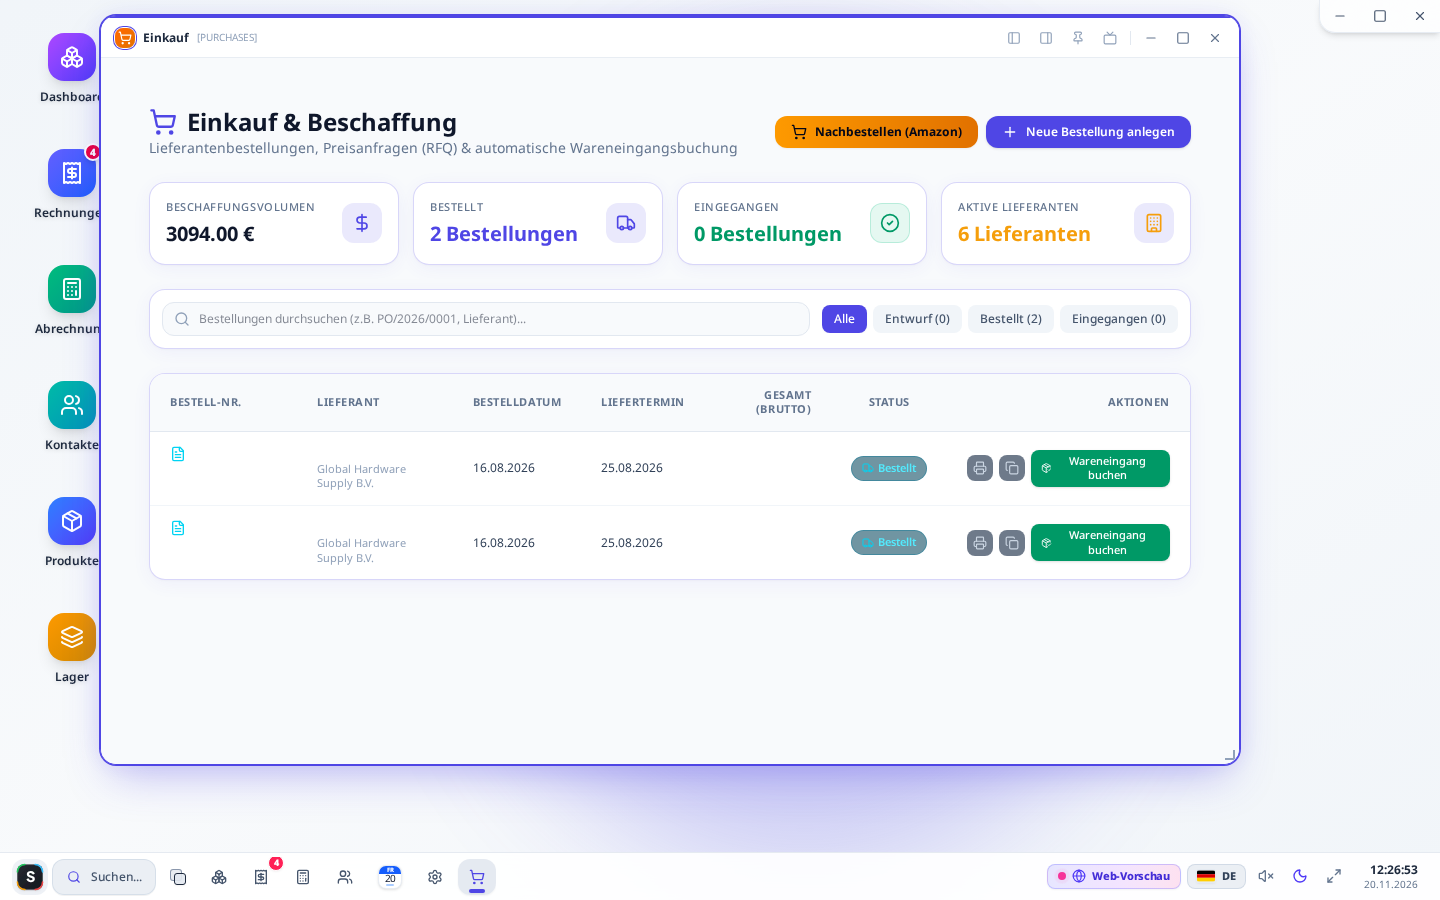 Einkauf [PURCHASES]
Dashboard
4
Rechnunge
Abrechnun
Kontakte
Produkte
Lager
Einkauf & Beschaffung
Lieferantenbestellungen, Preisanfragen (RFQ) & automatische Wareneingangsbuchung
Nachbestellen (Amazon)
Neue Bestellung anlegen
BESCHAFFUNGSVOLUMEN
3094.00 €
BESTELLT
2 Bestellungen
EINGEGANGEN
0 Bestellungen
AKTIVE LIEFERANTEN
6 Lieferanten
Bestellungen durchsuchen (z.B. PO/2026/0001, Lieferant)...
Alle
Entwurf (0)
Bestellt (2)
Eingegangen (0)
BESTELL-NR.
LIEFERANT
BESTELLDATUM
LIEFERTERMIN
GESAMT
(BRUTTO)
STATUS
AKTIONEN
Global Hardware
Supply B.V.
16.08.2026
25.08.2026
Bestellt
Wareneingang
buchen
Global Hardware
Supply B.V.
16.08.2026
25.08.2026
Bestellt
Wareneingang
buchen
S
Suchen...
4
FR
20
Web-Vorschau
DE
12:26:53
20.11.2026